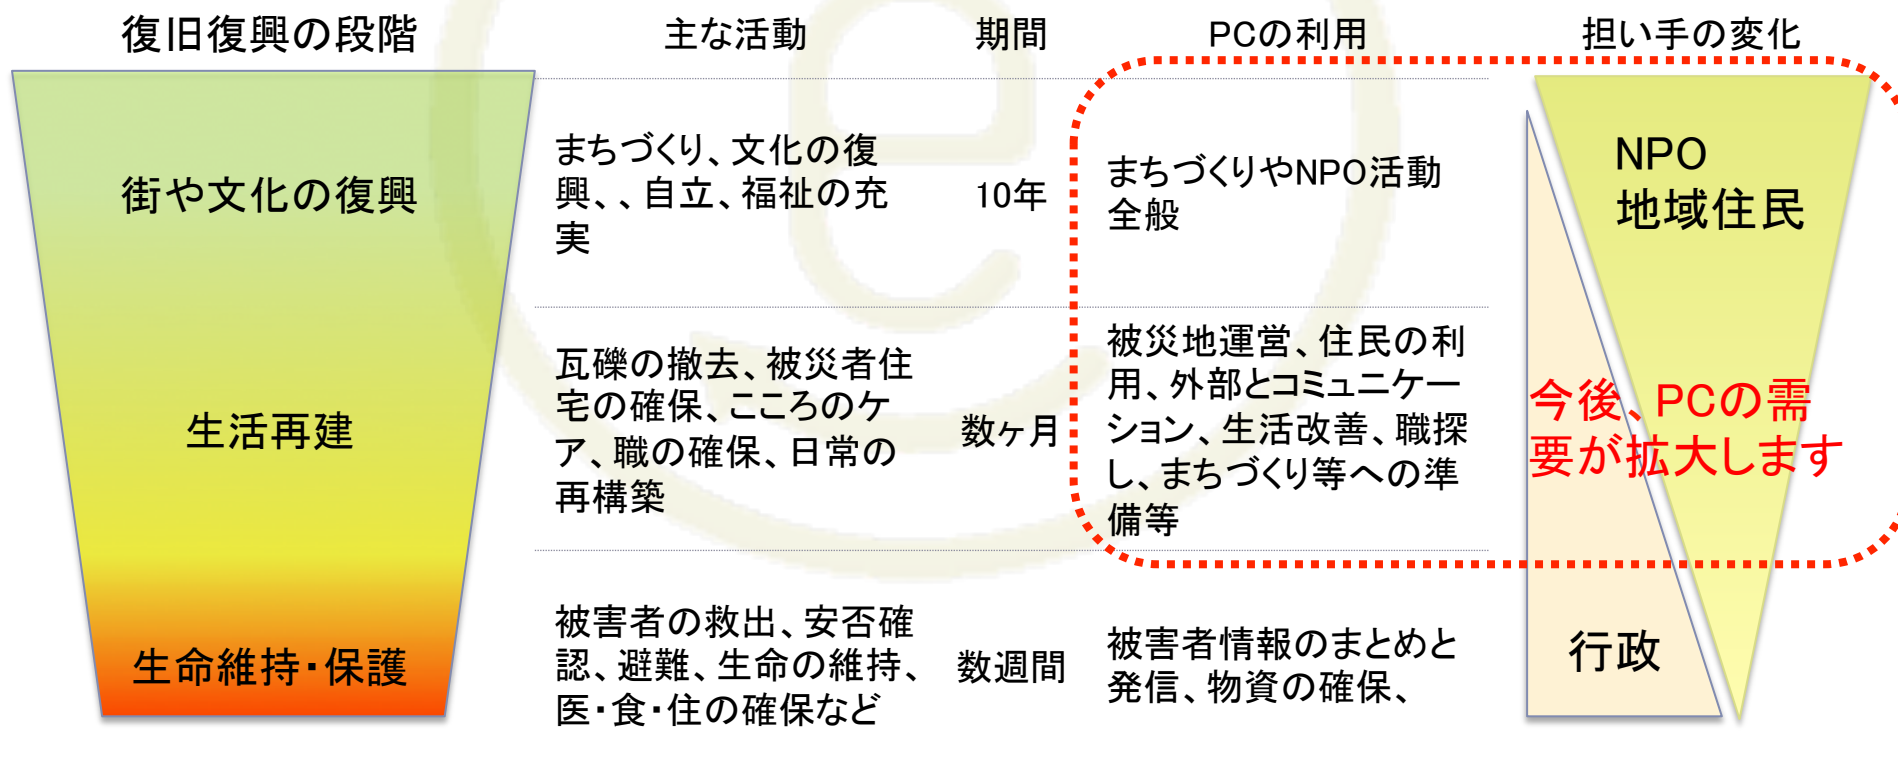 復旧復興の段階
主な活動
期間
PCの利用
担い手の変化
街や文化の復興
まちづくり、文化の復
興、、自立、福祉の充
実
10年
まちづくりやNPO活動
全般
NPO
地域住民
生活再建
瓦礫の撤去、被災者住
宅の確保、こころのケ
ア、職の確保、日常の
再構築
数ヶ月
被災地運営、住民の利
用、外部とコミュニケー
ション、生活改善、職探
し、まちづくり等への準
備等
今後、PCの需
要が拡大します
生命維持・保護
被害者の救出、安否確
認、避難、生命の維持、
医・食・住の確保など
数週間
被害者情報のまとめと
発信、物資の確保、
行政